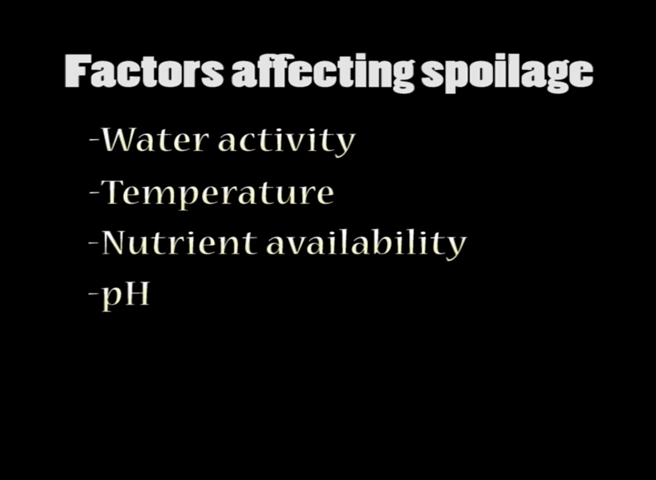 Factors affecting spoilage
-Water activity
-Temperature
-Nutrient availability
-pH